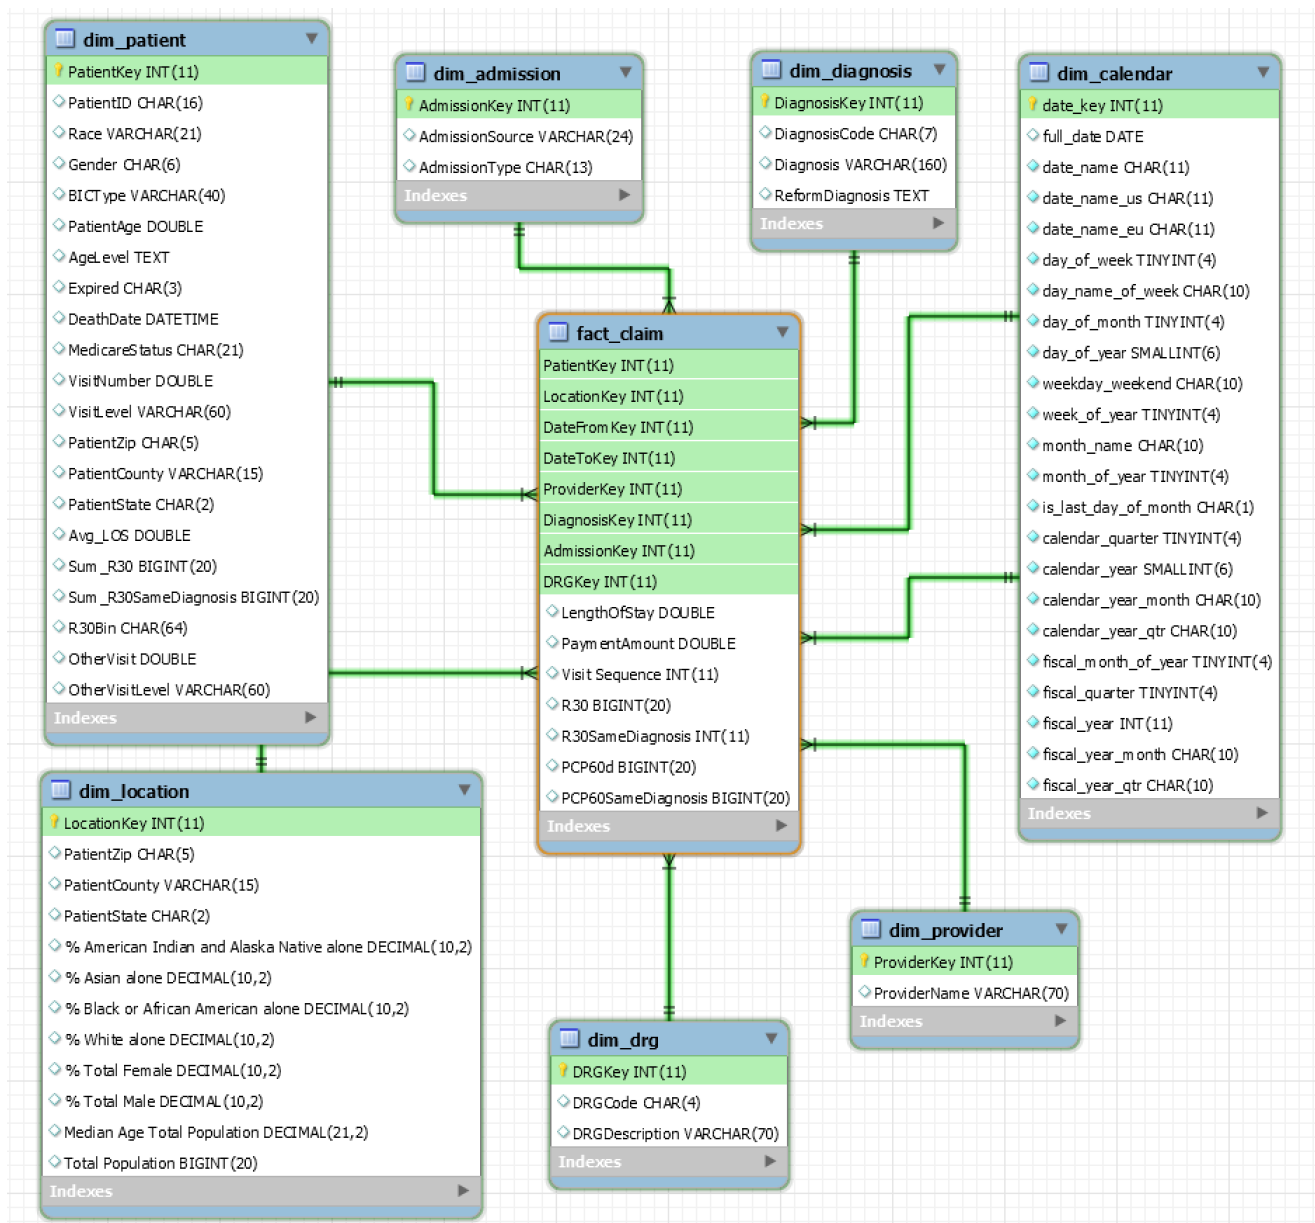 dim_patient
PatientKey INT(11)
PatientID CHAR(16)
Race VARCHAR(21)
Gender CHAR(6)
BICType VARCHAR(40)
PatientAge DOUBLE
AgeLevel TEXT
Expired CHAR(3)
DeathDate DATETIME
MedicareStatus CHAR(21)
VisitNumber DOUBLE
VisitLevel VARCHAR(60)
PatientZip CHAR(5)
PatientCounty VARCHAR(15)
PatientState CHAR(2)
Avg_LOS DOUBLE
Sum_R30 BIGINT(20)
Sum_R30SameDiagnosis BIGINT(20)
R30Bin CHAR(64)
OtherVisit DOUBLE
OtherVisitLevel VARCHAR(60)
Indexes
dim_admission
AdmissionKey INT(11)
AdmissionSource VARCHAR(24)
AdmissionType CHAR(13)
Indexes
dim_diagnosis
DiagnosisKey INT(11)
DiagnosisCode CHAR(7)
Diagnosis VARCHAR(160)
ReformDiagnosis TEXT
Indexes
dim_calendar
date_key INT(11)
full_date DATE
date_name CHAR(11)
date_name_us CHAR(11)
date_name_eu CHAR(11)
day_of_week TINYINT(4)
day_name_of_week CHAR(10)
day_of_month TINYINT(4)
day_of_year SMALLINT(6)
weekday_weekend CHAR(10)
week_of_year TINYINT(4)
month_name CHAR(10)
month_of_year TINYINT(4)
is_last_day_of_month CHAR(1)
calendar_quarter TINYINT(4)
calendar_year SMALLINT(6)
calendar_year_month CHAR(10)
calendar_year_qtr CHAR(10)
fiscal_month_of_year TINYINT(4)
fiscal_quarter TINYINT(4)
fiscal_year INT(11)
fiscal_year_month CHAR(10)
fiscal_year_qtr CHAR(10)
Indexes
fact_claim
PatientKey INT(11)
LocationKey INT(11)
DateFromKey INT(11)
DateToKey INT(11)
ProviderKey INT(11)
DiagnosisKey INT(11)
AdmissionKey INT(11)
DRGKey INT(11)
LengthOfStay DOUBLE
PaymentAmount DOUBLE
Visit Sequence INT(11)
R30 BIGINT(20)
R30SameDiagnosis INT(11)
PCP60d BIGINT(20)
PCP60SameDiagnosis BIGINT(20)
Indexes
dim_location
LocationKey INT(11)
PatientZip CHAR(5)
PatientCounty VARCHAR(15)
PatientState CHAR(2)
% American Indian and Alaska Native alone DECIMAL(10,2)
% Asian alone DECIMAL(10,2)
% Black or African American alone DECIMAL(10,2)
% White alone DECIMAL(10,2)
% Total Female DECIMAL(10,2)
% Total Male DECIMAL(10,2)
Median Age Total Population DECIMAL(21,2)
Total Population BIGINT(20)
Indexes
dim_drg
DRGKey INT(11)
DRGCode CHAR(4)
DRGDescription VARCHAR(70)
Indexes
dim_provider
ProviderKey INT(11)
ProviderName VARCHAR(70)
Indexes